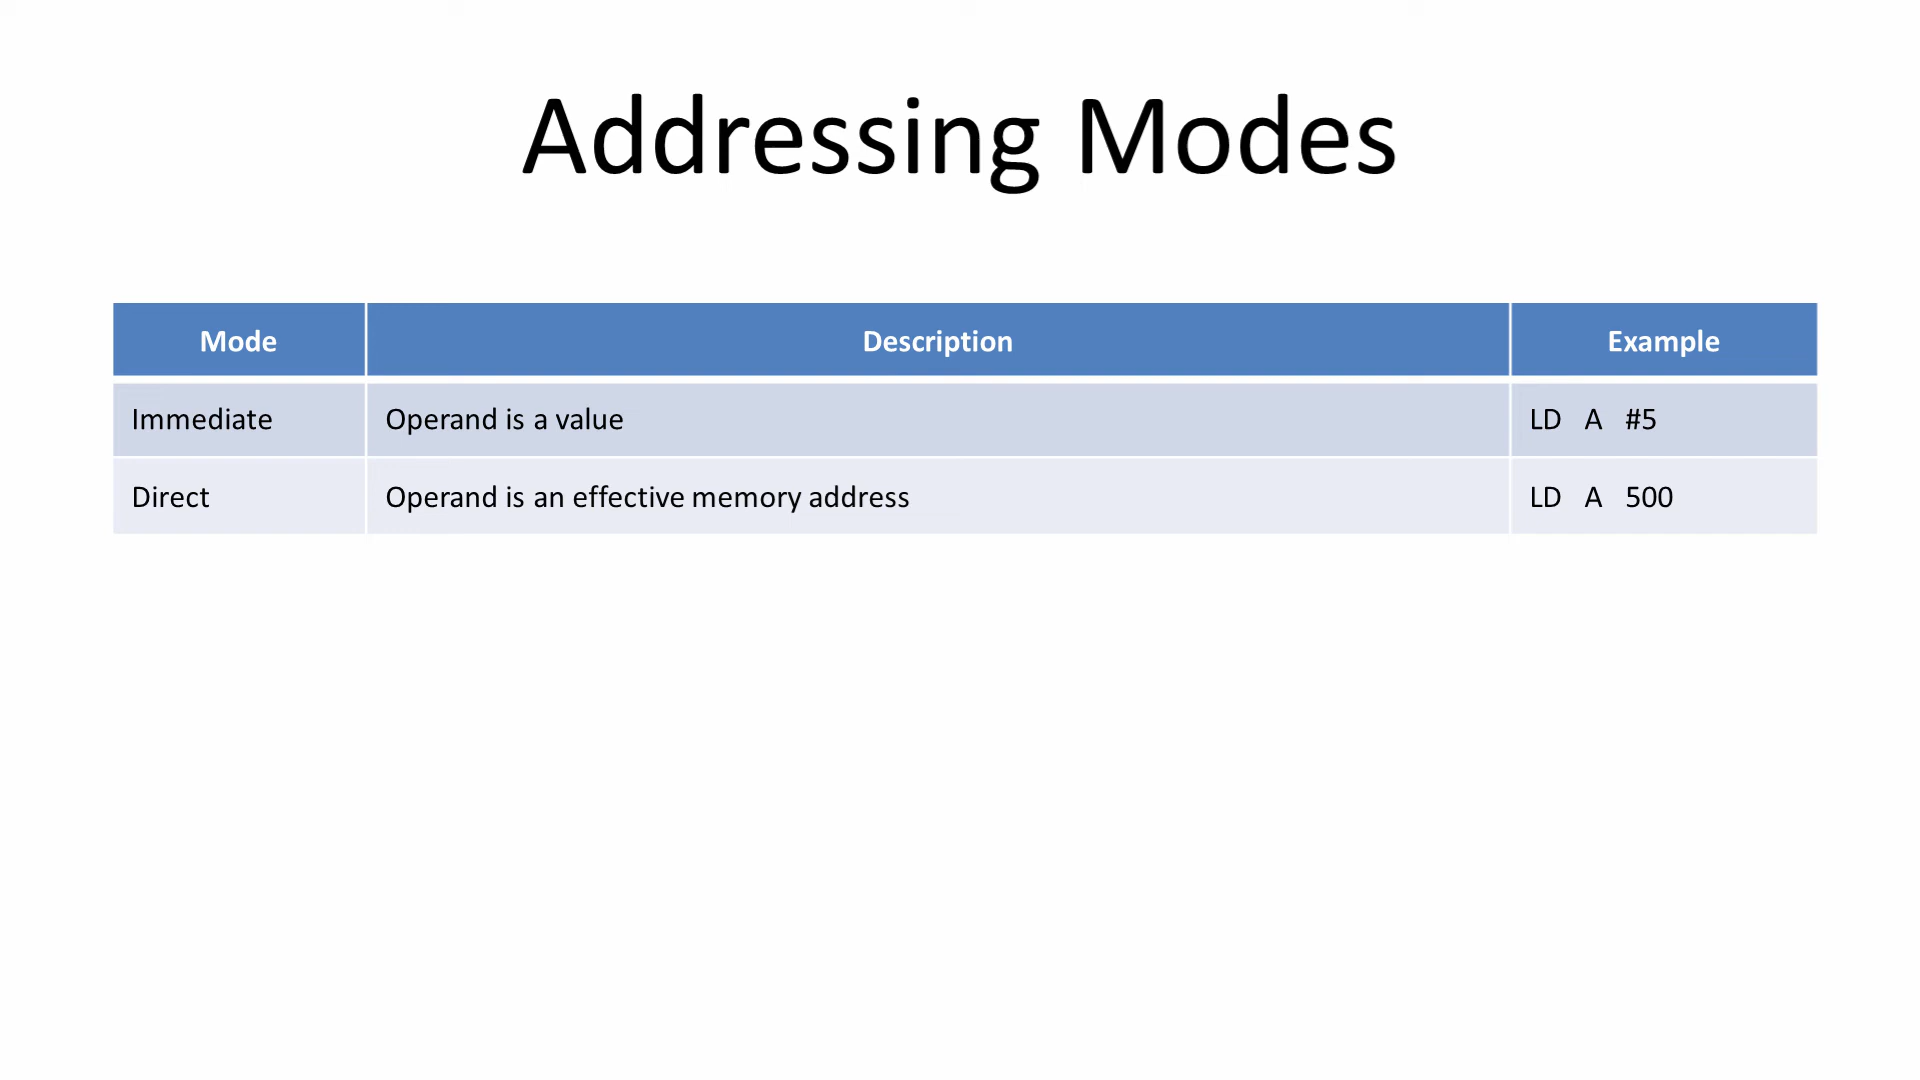 Addressing Modes
Mode Description Example
Immediate Operand is a value LD A #5
Direct Operand is an effective memory address LD A 500